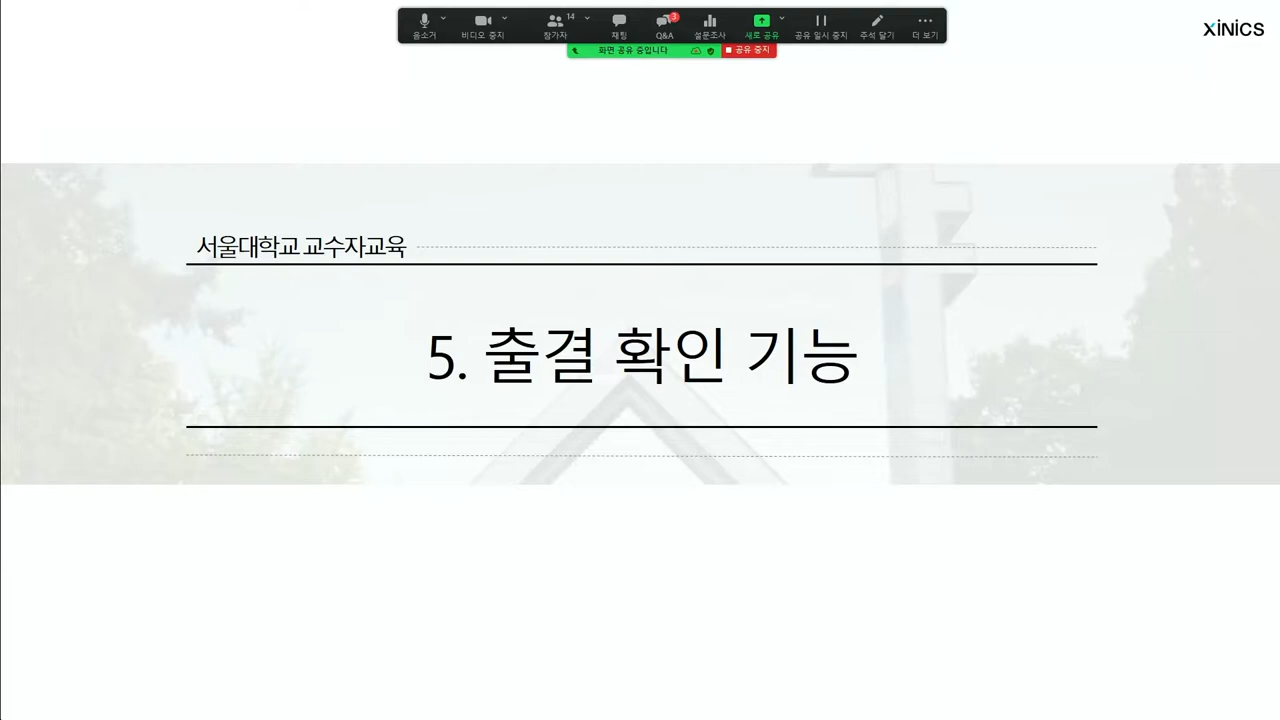 14
3
음소거
비디오 중지
참가자
채팅
Q&A
설문조사
새로 공유
공유 일시 중지
주석 달기
더 보기
화면 공유 중입니다
공유 중지
XiNiCS
서울대학교 교수자교육
5. 출결 확인 기능